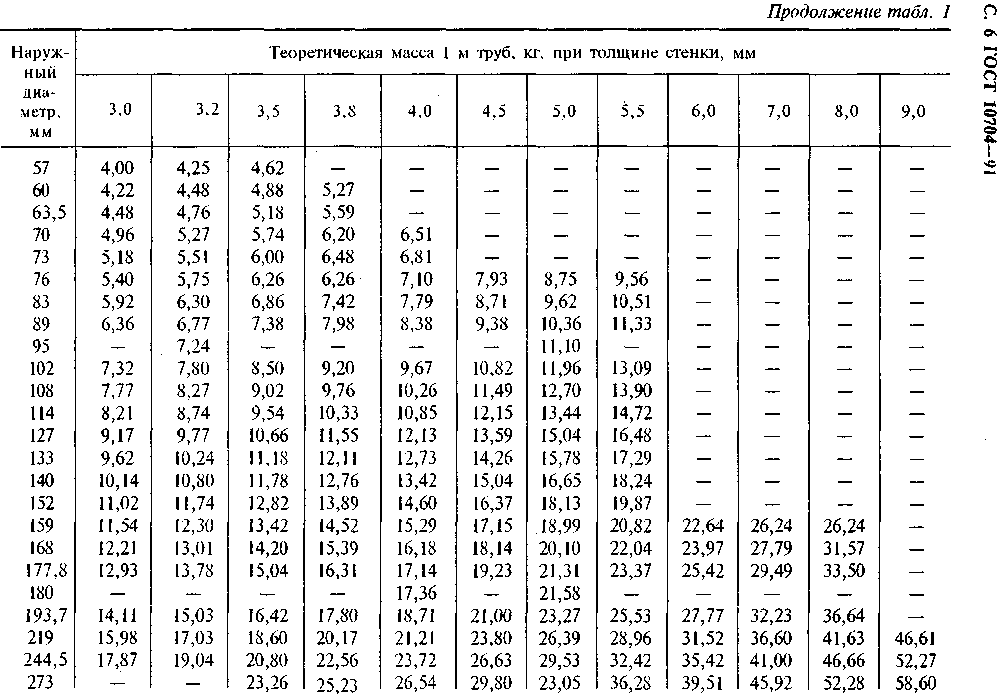 Продолжение табл. 1
С. 6 ГОСТ 10704—91
Наруж-
ный
диа-
метр,
мм
Теоретическая масса 1 м труб, кг, при толщине стенки, мм
3,0 3,2 3,5 3,8 4,0 4,5 5,0 5,5 6,0 7,0 8,0 9,0
57 4,00 4,25 4,62 — — — — — — — — —
60 4,22 4,48 4,88 5,27 — — — — — — — —
63,5 4,48 4,76 5,18 5,59 — — — — — — — —
70 4,96 5,27 5,74 6,20 6,51 — — — — — — —
73 5,18 5,51 6,00 6,48 6,81 — — — — — — —
76 5,40 5,75 6,26 6,26 7,10 7,93 8,75 9,56 — — — —
83 5,92 6,30 6,86 7,42 7,79 8,71 9,62 10,51 — — — —
89 6,36 6,77 7,38 7,98 8,38 9,38 10,36 11,33 — — — —
95 — 7,24 — — — — 11,10 — — — — —
102 7,32 7,80 8,50 9,20 9,67 10,82 11,96 13,09 — — — —
108 7,77 8,27 9,02 9,76 10,26 11,49 12,70 13,90 — — — —
114 8,21 8,74 9,54 10,33 10,85 12,15 13,44 14,72 — — — —
127 9,17 9,77 10,66 11,55 12,13 13,59 15,04 16,48 — — — —
133 9,62 10,24 11,18 12,11 12,73 14,26 15,78 17,29 — — — —
140 10,14 10,80 11,78 12,76 13,42 15,04 16,65 18,24 — — — —
152 11,02 11,74 12,82 13,89 14,60 16,37 18,13 19,87 — — — —
159 11,54 12,30 13,42 14,52 15,29 17,15 18,99 20,82 22,64 26,24 26,24 —
168 12,21 13,01 14,20 15,39 16,18 18,14 20,10 22,04 23,97 27,79 31,57 —
177,8 12,93 13,78 15,04 16,31 17,14 19,23 21,31 23,37 25,42 29,49 33,50 —
180 — — — — 17,36 — 21,58 — — — — —
193,7 14,11 15,03 16,42 17,80 18,71 21,00 23,27 25,53 27,77 32,23 36,64 —
219 15,98 17,03 18,60 20,17 21,21 23,80 26,39 28,96 31,52 36,60 41,63 46,61
244,5 17,87 19,04 20,80 22,56 23,72 26,63 29,53 32,42 35,42 41,00 46,66 52,27
273 — — 23,26 25,23 26,54 29,80 23,05 36,28 39,51 45,92 52,28 58,60